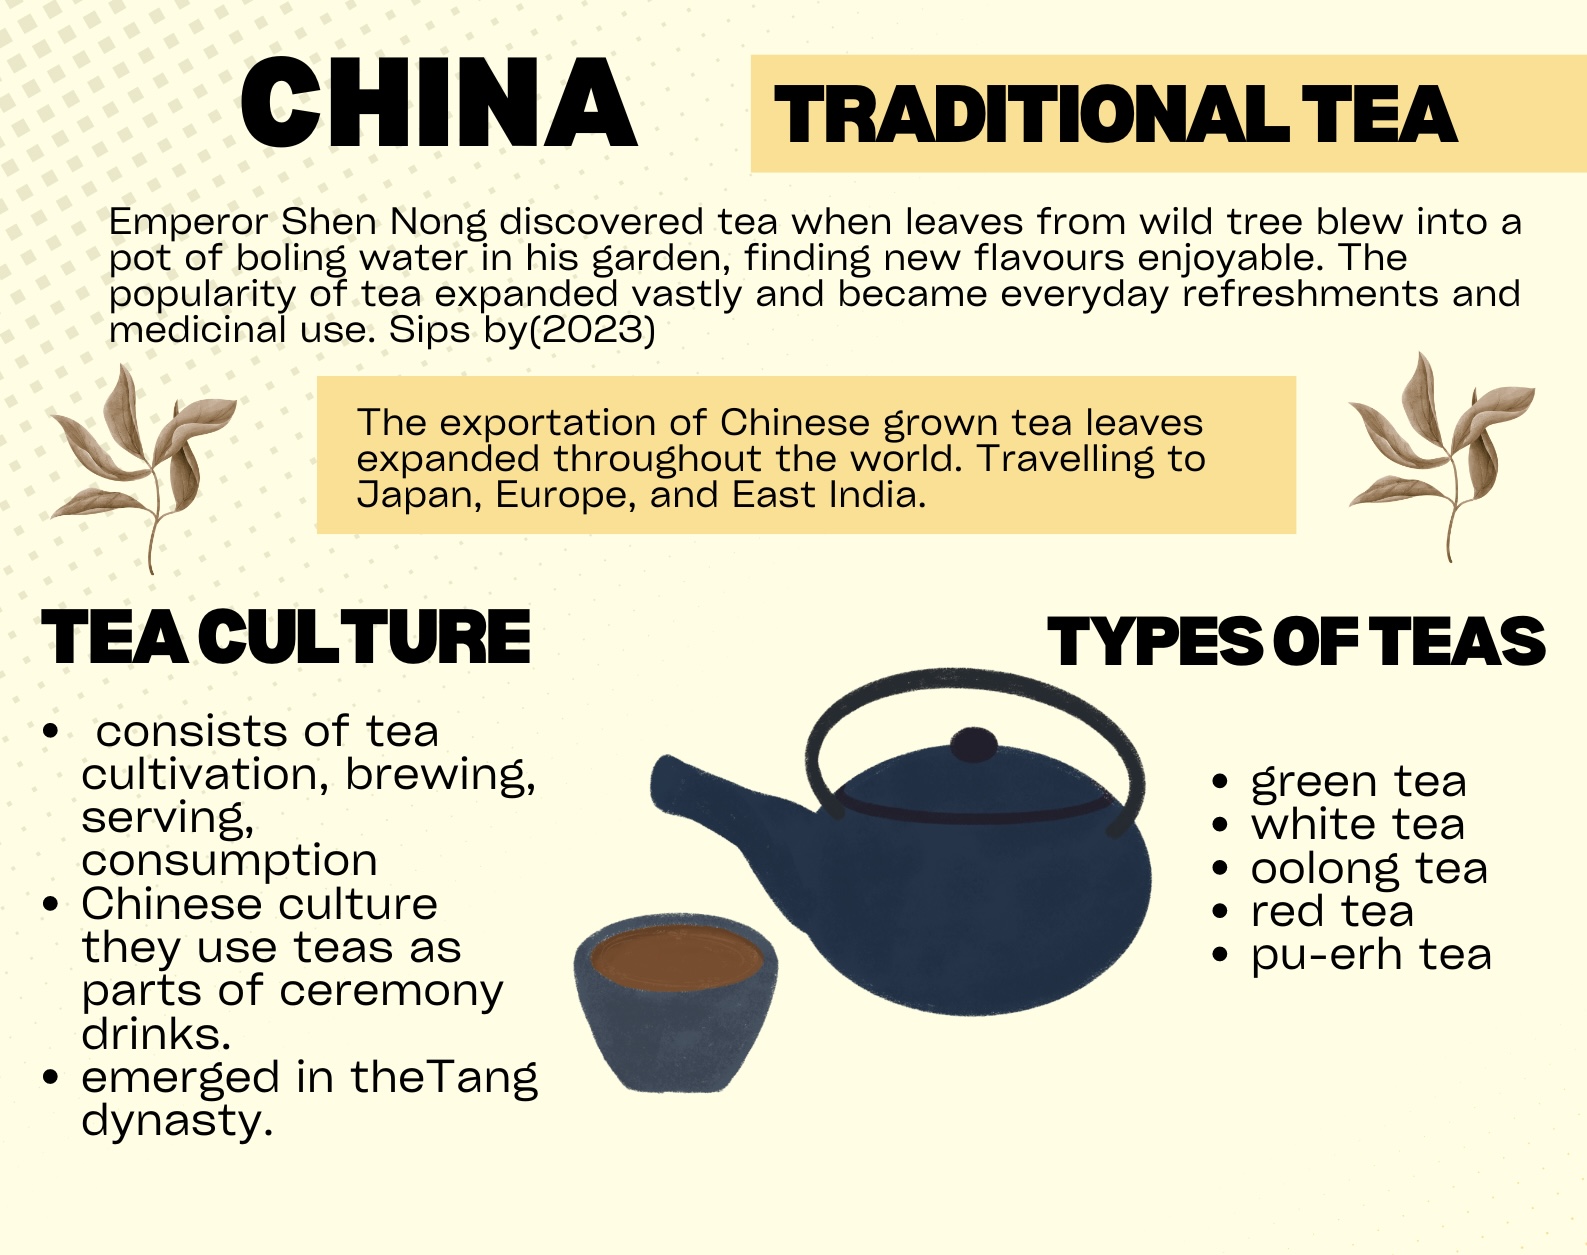 CHINA
TRADITIONAL TEA
Emperor Shen Nong discovered tea when leaves from wild tree blew into a
pot of boling water in his garden, finding new flavours enjoyable. The
popularity of tea expanded vastly and became everyday refreshments and
medicinal use. Sips by(2023)
The exportation of Chinese grown tea leaves
expanded throughout the world. Travelling to
Japan, Europe, and East India.
TEA CULTURE
• consists of tea
cultivation, brewing,
serving,
consumption
• Chinese culture
they use teas as
parts of ceremony
drinks.
• emerged in theTang
dynasty.
TYPES OF TEAS
• green tea
• white tea
• oolong tea
• red tea
• pu-erh tea